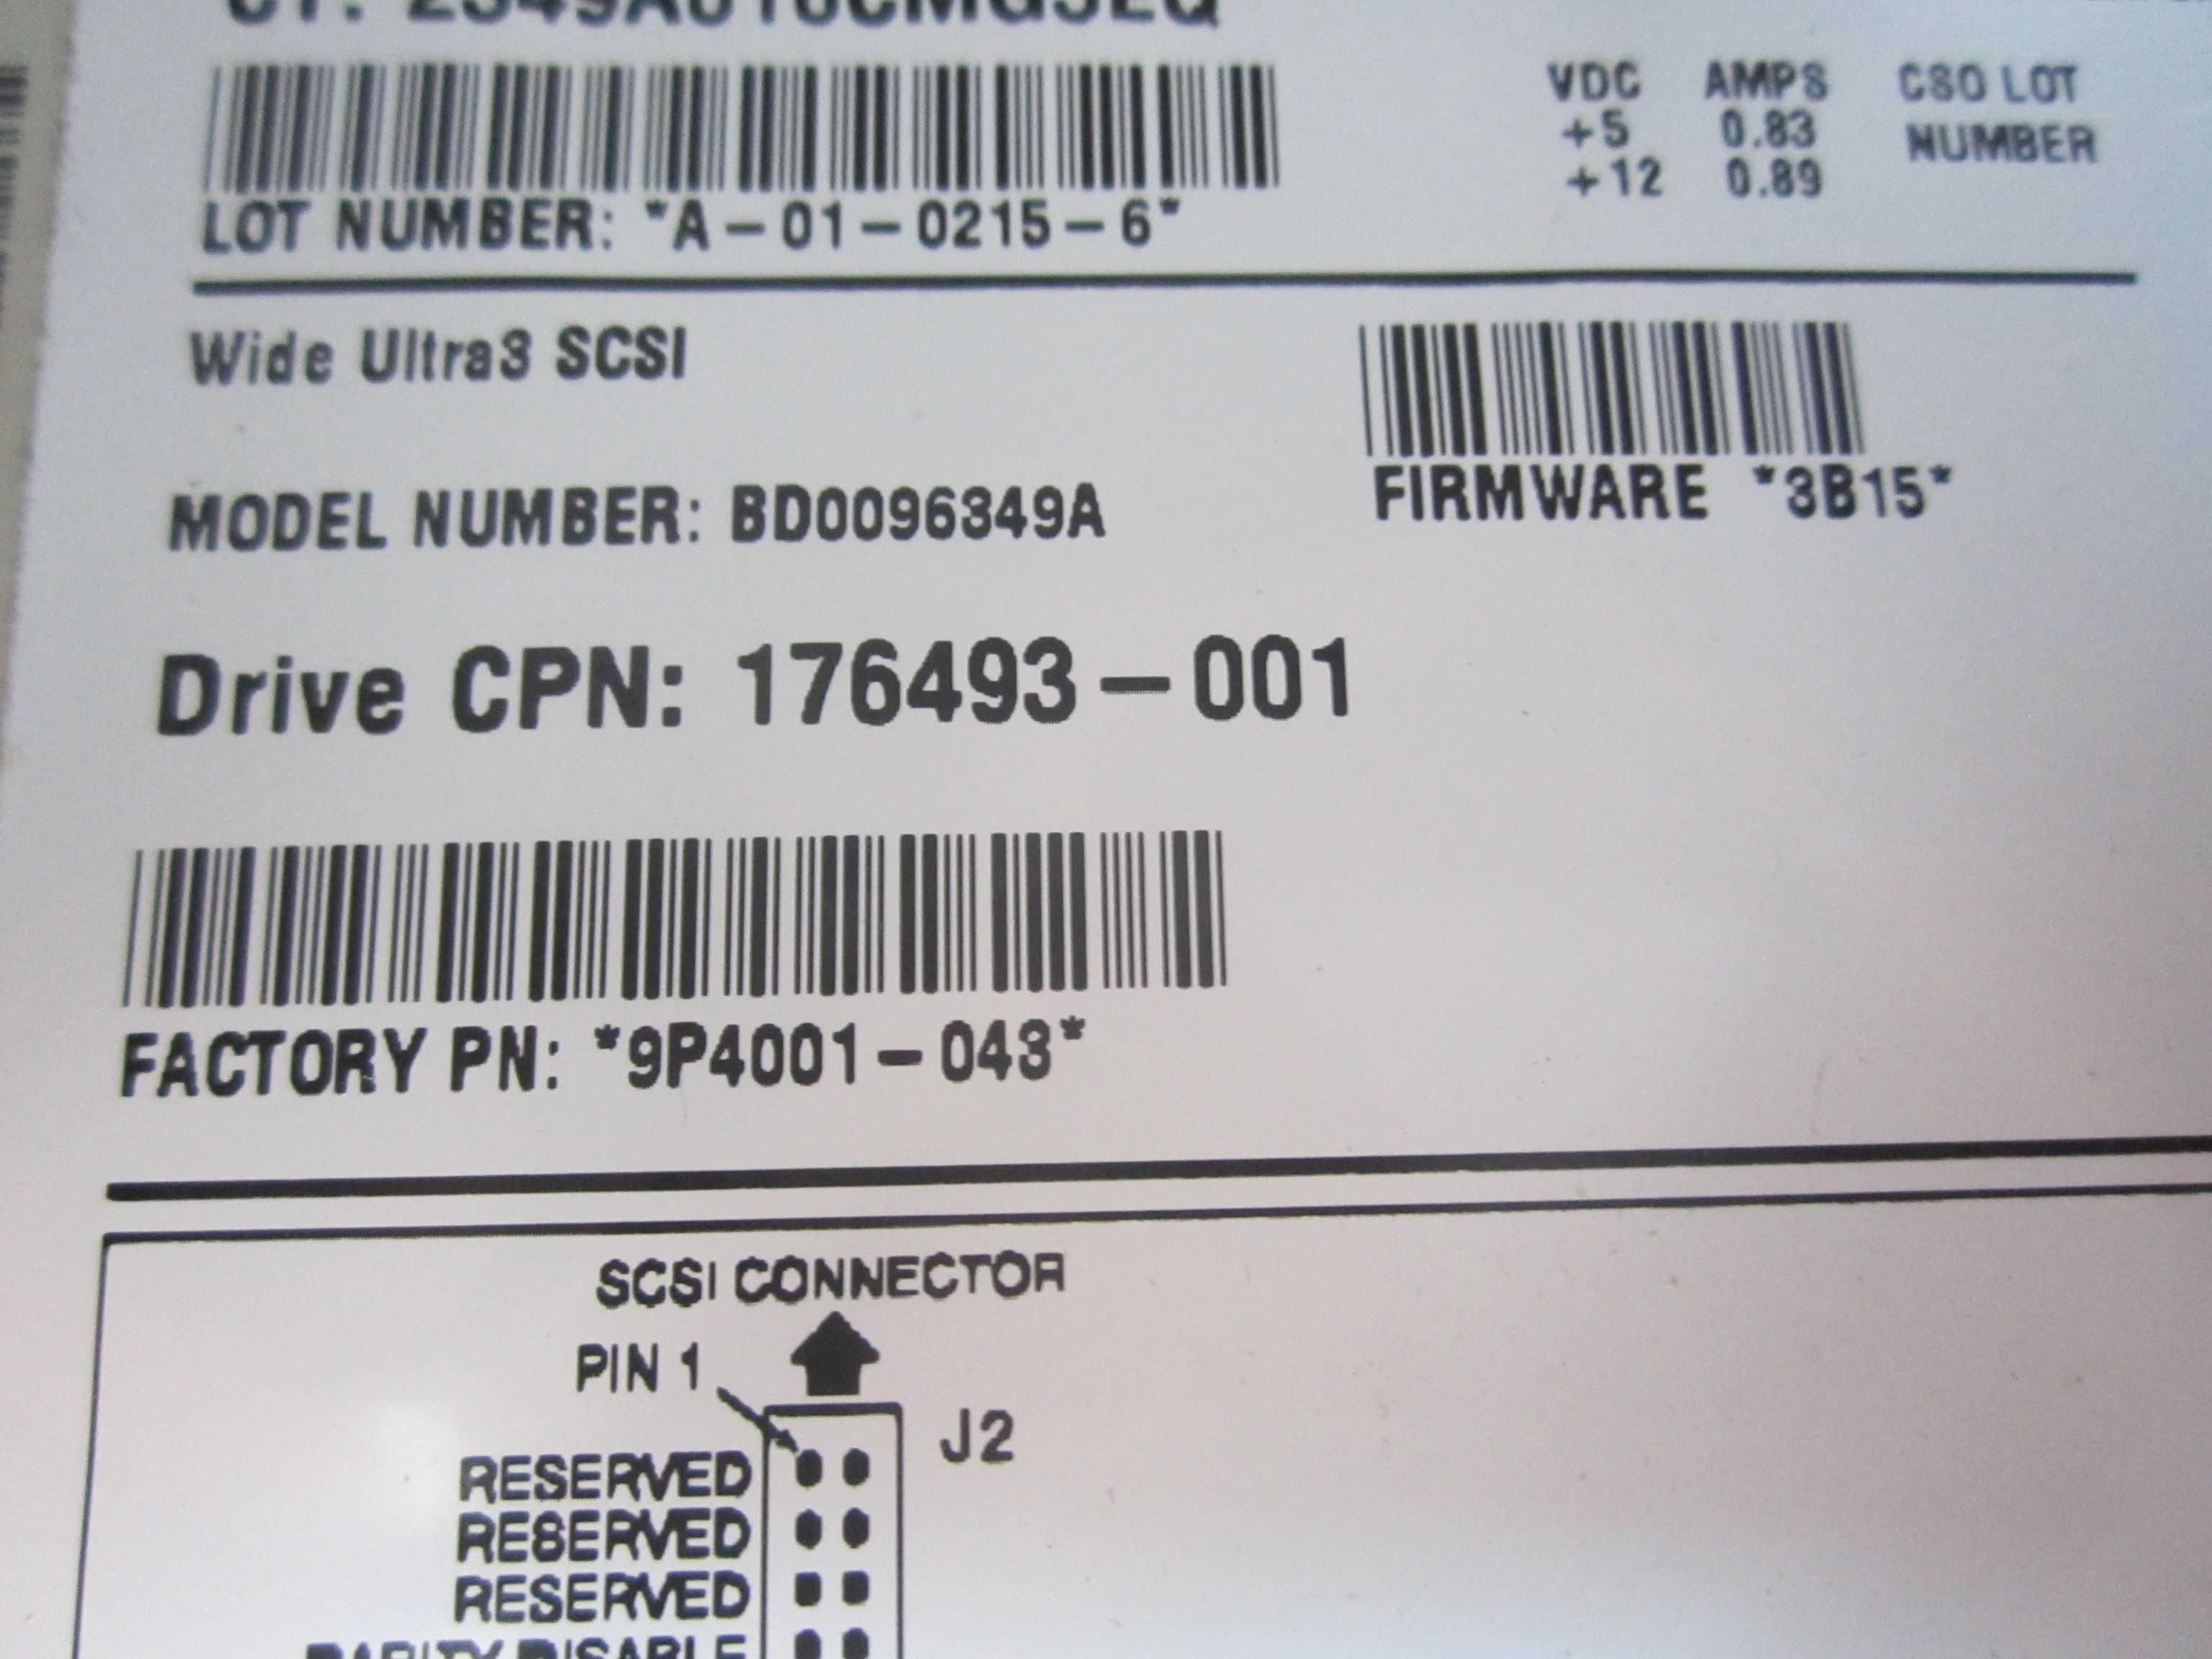 VDC AMPS CSO LOT
+5 0.83 NUMBER
+12 0.89
LOT NUMBER: *A-01-0215-6*
Wide Ultra3 SCSI
MODEL NUMBER: BD0096349A
FIRMWARE *3B15*
Drive CPN: 176493-001
FACTORY PN: *9P4001-043*
SCSI CONNECTOR
PIN 1
J2
RESERVED
RESERVED
RESERVED
PARITY DISABLE